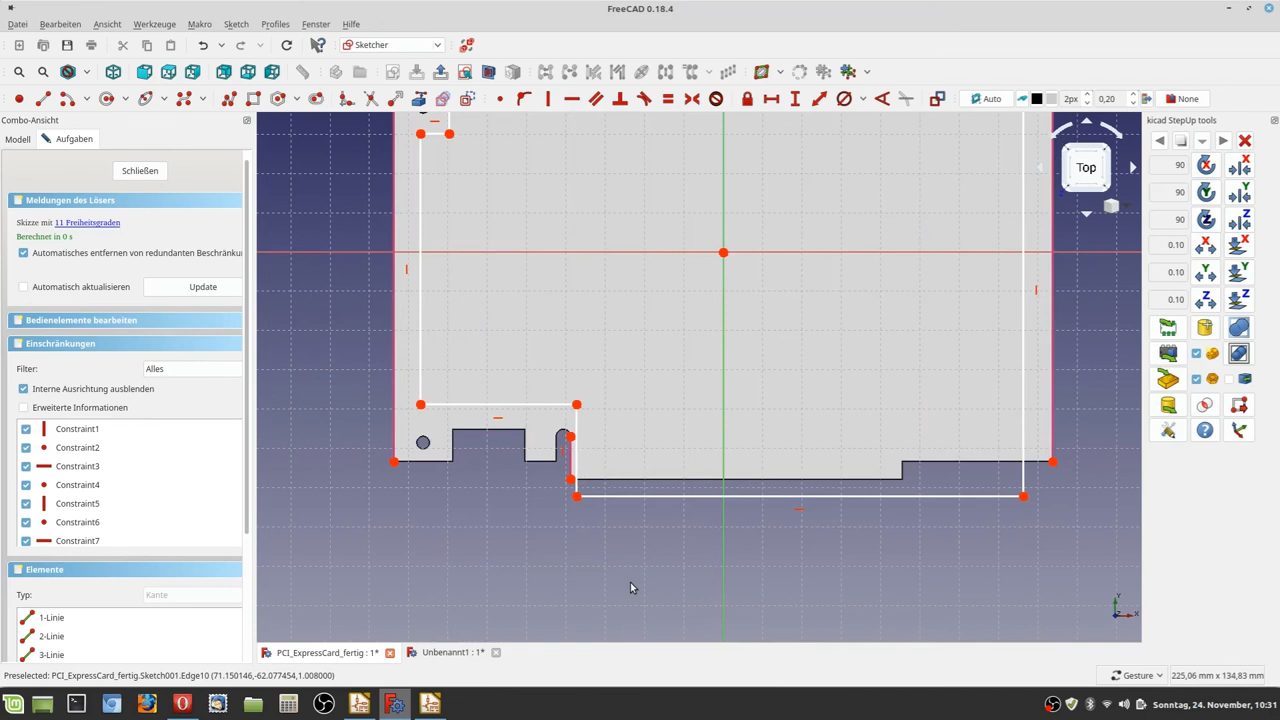 FreeCAD 0.18.4
Datei Bearbeiten Ansicht Werkzeuge Makro Sketch Profiles Fenster Hilfe
Sketcher
Auto 2px 0,20 None
Combo-Ansicht
Modell Aufgaben
Schließen
Meldungen des Lösers
Skizze mit 11 Freiheitsgraden
Berechnet in 0 s
Automatisches entfernen von redundanten Beschränku
Automatisch aktualisieren Update
Bedienelemente bearbeiten
Einschränkungen
Filter: Alles
Interne Ausrichtung ausblenden
Erweiterte Informationen
Constraint1
Constraint2
Constraint3
Constraint4
Constraint5
Constraint6
Constraint7
Elemente
Typ: Kante
1-Linie
2-Linie
3-Linie
Top
Y
X
PCI_ExpressCard_fertig : 1* Unbenannt1 : 1*
kicad StepUp tools
90 X X
90 Y Y
90 Z Z
0.10 X X
0.10 Y Y
0.10 Z Z
Preselected: PCI_ExpressCard_fertig.Sketch001.Edge10 (71.150146,-62.077454,1.008000)
Gesture 225,06 mm x 134,83 mm
Sonntag, 24. November, 10:31